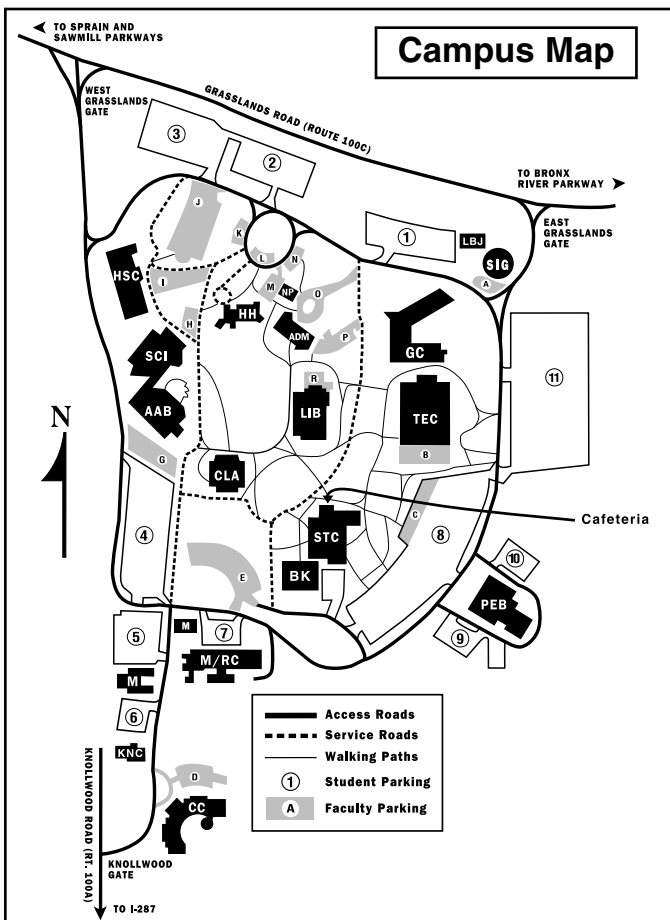 TO SPRAIN AND
SAWMILL PARKWAYS
Campus Map
WEST
GRASSLANDS
GATE
GRASSLANDS ROAD (ROUTE 100C)
3
2
TO BRONX
RIVER PARKWAY
EAST
GRASSLANDS
GATE
J
K
1
LBJ
L
N
SIG
HSC
I
M
NP
O
A
H
HH
ADM
P
SCI
GC
R
11
AAB
LIB
TEC
N
G
B
CLA
C
Cafeteria
4
STC
8
E
BK
10
PEB
5
M
7
9
M/RC
M
6
KNC
D
CC
KNOLLWOOD ROAD (RT. 100A)
KNOLLWOOD
GATE
TO I-287
Access Roads
Service Roads
Walking Paths
1 Student Parking
A Faculty Parking